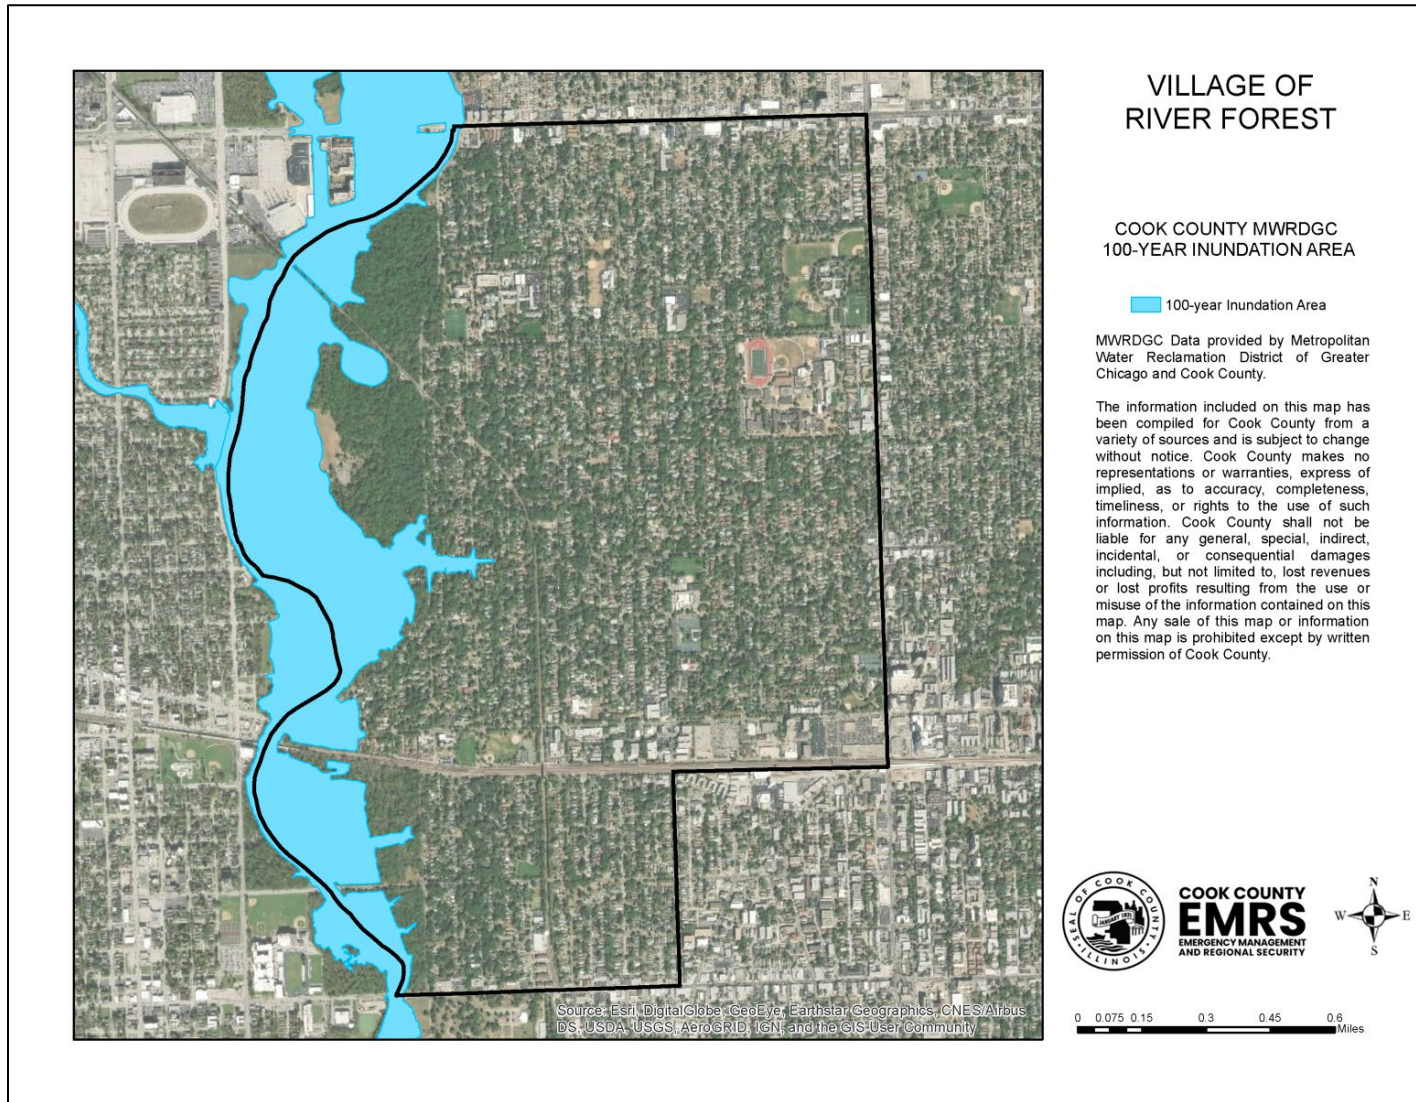 VILLAGE OF
RIVER FOREST
COOK COUNTY MWRDGC
100-YEAR INUNDATION AREA
100-year Inundation Area
MWRDGC Data provided by Metropolitan
Water Reclamation District of Greater
Chicago and Cook County.
The information included on this map has
been compiled for Cook County from a
variety of sources and is subject to change
without notice. Cook County makes no
representations or warranties, express of
implied, as to accuracy, completeness,
timeliness, or rights to the use of such
information. Cook County shall not be
liable for any general, special, indirect,
incidental, or consequential damages
including, but not limited to, lost revenues
or lost profits resulting from the use or
misuse of the information contained on this
map. Any sale of this map or information
on this map is prohibited except by written
permission of Cook County.
SEAL OF COOK COUNTY
JANUARY 1831
ILLINOIS
COOK COUNTY
EMRS
EMERGENCY MANAGEMENT
AND REGIONAL SECURITY
N
W E
S
0 0.075 0.15 0.3 0.45 0.6
Miles
Source: Esri, DigitalGlobe, GeoEye, Earthstar Geographics, CNES/Airbus
DS, USDA, USGS, AeroGRID, IGN, and the GIS User Community